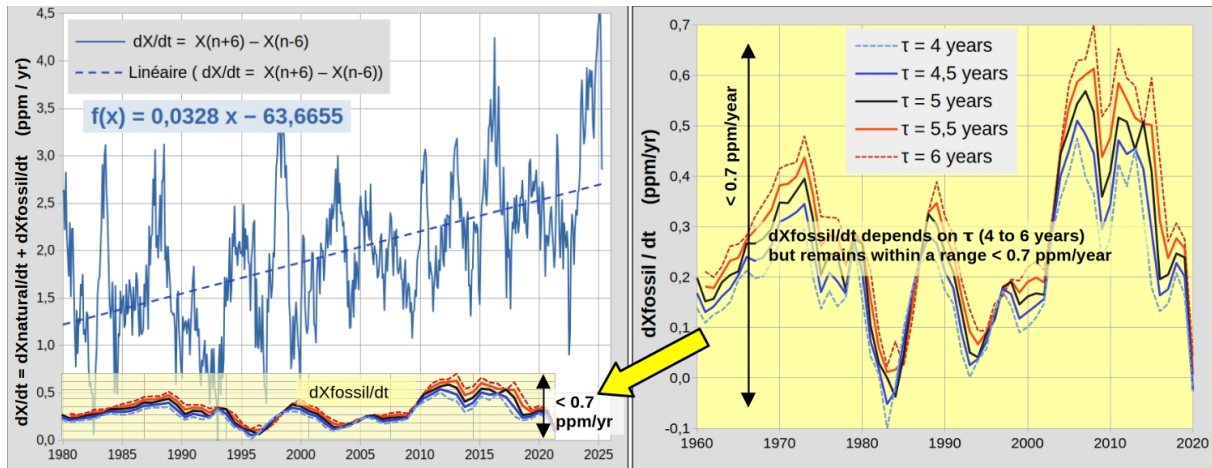 dX/dt = dXnatural/dt + dXfossil/dt (ppm / yr)
4,5
4,0
3,5
3,0
2,5
2,0
1,5
1,0
0,5
0,0
dX/dt = X(n+6) – X(n-6)
Linéaire ( dX/dt = X(n+6) – X(n-6))
f(x) = 0,0328 x – 63,6655
dXfossil/dt
< 0.7
ppm/yr
1980 1985 1990 1995 2000 2005 2010 2015 2020 2025
dXfossil / dt (ppm/yr)
0,7
0,6
0,5
0,4
0,3
0,2
0,1
0,0
-0,1
< 0.7 ppm/year
τ = 4 years
τ = 4,5 years
τ = 5 years
τ = 5,5 years
τ = 6 years
dXfossil/dt depends on τ (4 to 6 years)
but remains within a range < 0.7 ppm/year
1960 1970 1980 1990 2000 2010 2020